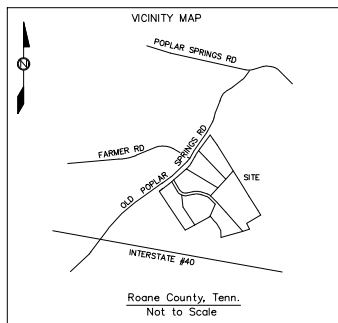 VICINITY MAP
POPLAR SPRINGS RD
N
FARMER RD
OLD POPLAR SPRINGS RD
SITE
INTERSTATE #40
Roane County, Tenn.
Not to Scale